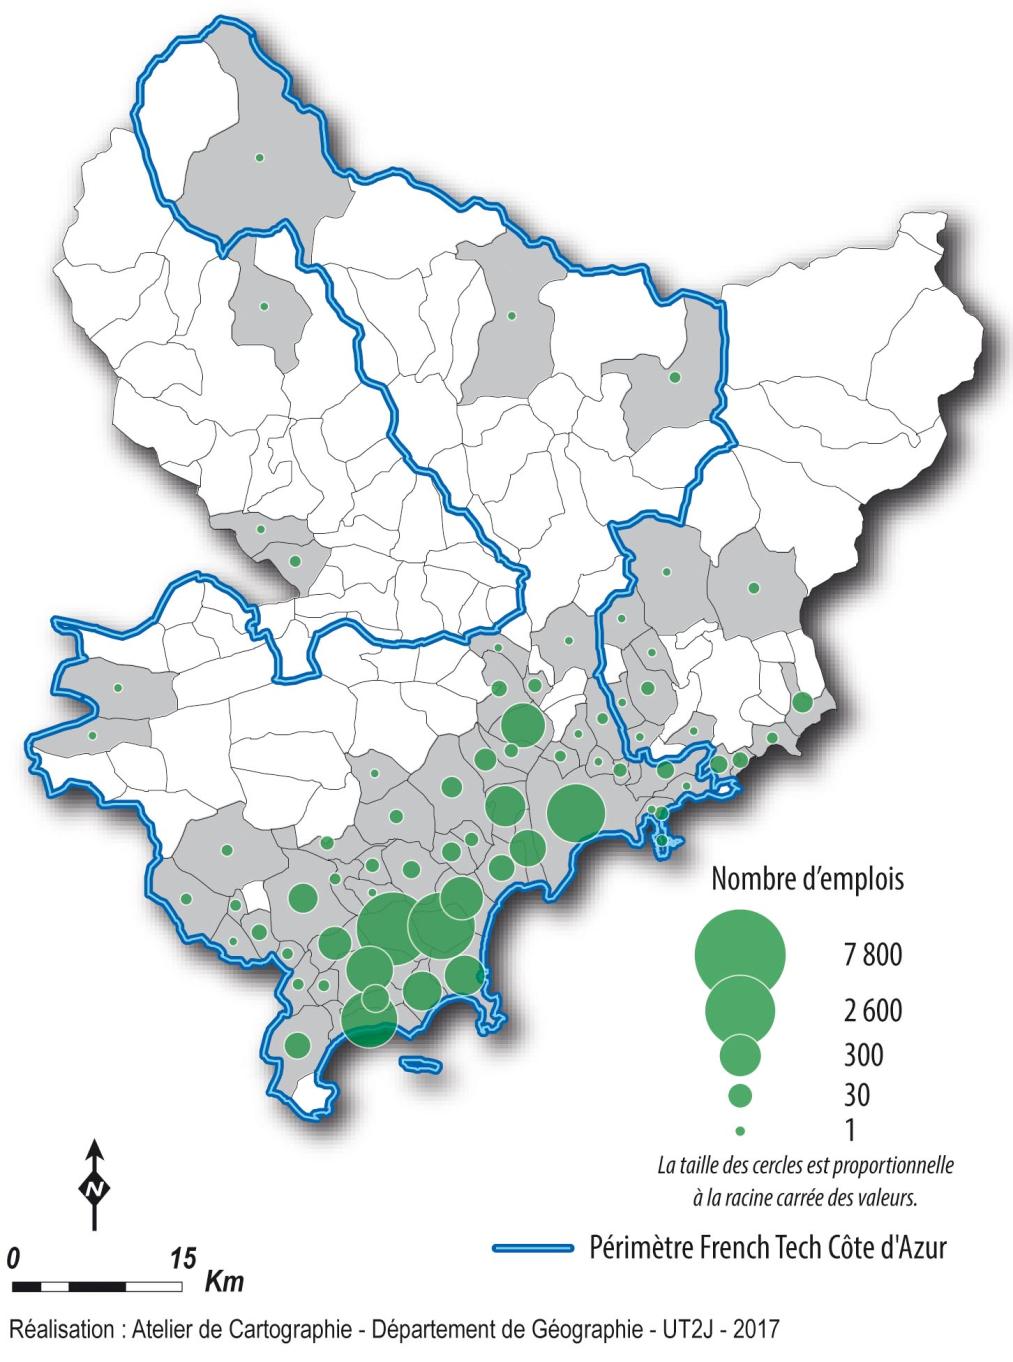 Nombre d'emplois
7 800
2 600
300
30
1
La taille des cercles est proportionnelle
à la racine carrée des valeurs.
Périmètre French Tech Côte d'Azur
N
0 15
Km
Réalisation : Atelier de Cartographie - Département de Géographie - UT2J - 2017